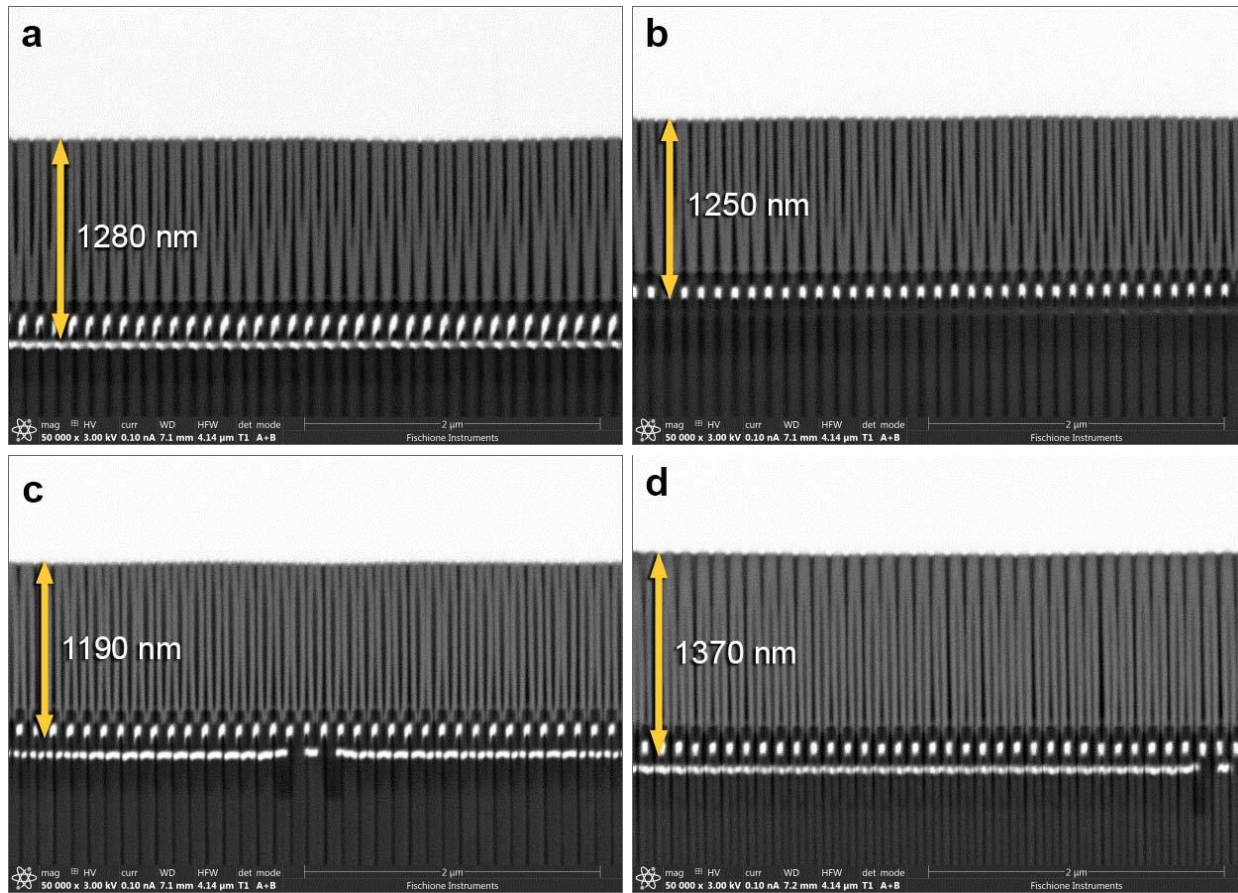 a
1280 nm
mag HV curr WD HFW det mode 2 µm
50 000 x 3.00 kV 0.10 nA 7.1 mm 4.14 µm T1 A+B Fischione Instruments
b
1250 nm
mag HV curr WD HFW det mode 2 µm
50 000 x 3.00 kV 0.10 nA 7.1 mm 4.14 µm T1 A+B Fischione Instruments
c
1190 nm
mag HV curr WD HFW det mode 2 µm
50 000 x 3.00 kV 0.10 nA 7.1 mm 4.14 µm T1 A+B Fischione Instruments
d
1370 nm
mag HV curr WD HFW det mode 2 µm
50 000 x 3.00 kV 0.10 nA 7.2 mm 4.14 µm T1 A+B Fischione Instruments